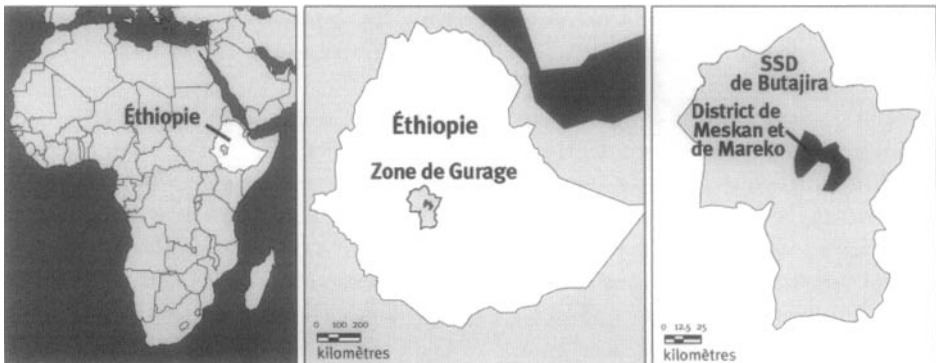 Éthiopie
Éthiopie
Zone de Gurage
0 100 200
kilomètres
SSD
de Butajira
District de
Meskan et
de Mareko
0 12,5 25
kilomètres